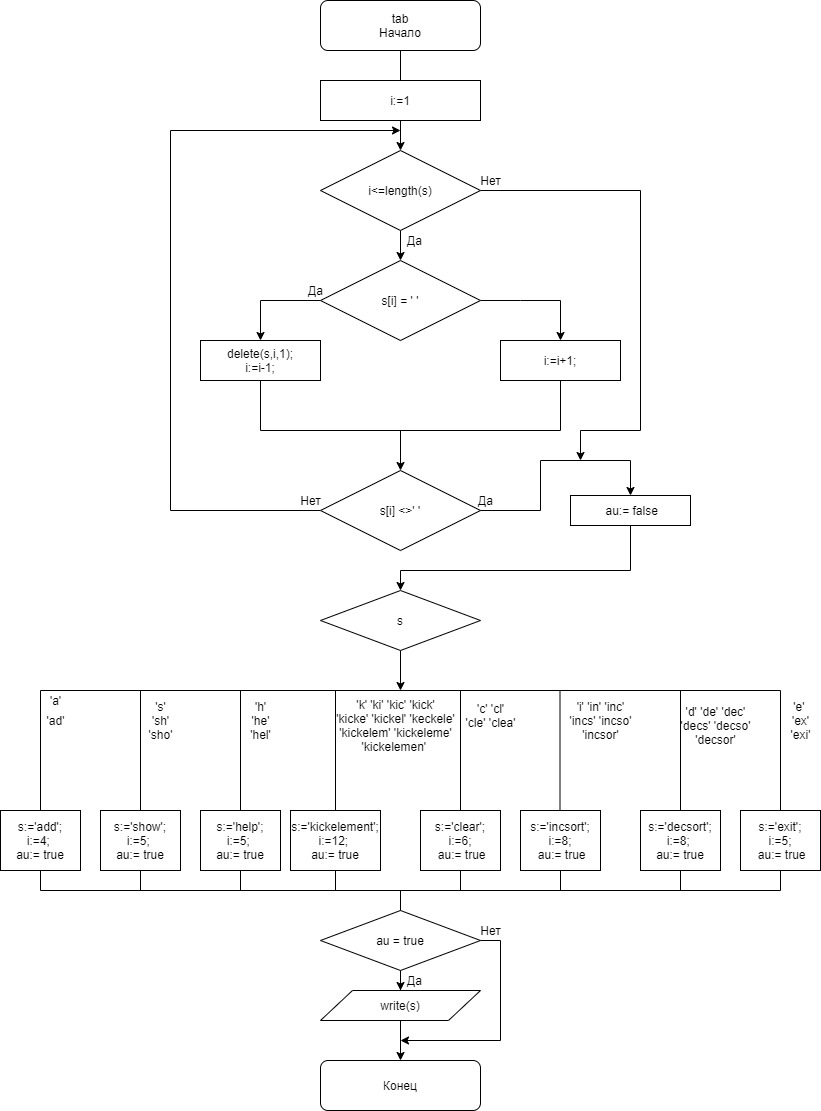 tab
Начало
i:=1
i<=length(s)
Нет
Да
s[i] = ' '
Да
delete(s,i,1);
i:=i-1;
i:=i+1;
s[i] <>' '
Нет
Да
au:= false
s
'a'
'ad'
's'
'sh'
'sho'
'h'
'he'
'hel'
'k' 'ki' 'kic' 'kick'
'kicke' 'kickel' 'keckele'
'kickelem' 'kickeleme'
'kickelemen'
'c' 'cl'
'cle' 'clea'
'i' 'in' 'inc'
'incs' 'incso'
'incsor'
'd' 'de' 'dec'
'decs' 'decso'
'decsor'
'e'
'ex'
'exi'
s:='add';
i:=4;
au:= true
s:='show';
i:=5;
au:= true
s:='help';
i:=5;
au:= true
s:='kickelement';
i:=12;
au:= true
s:='clear';
i:=6;
au:= true
s:='incsort';
i:=8;
au:= true
s:='decsort';
i:=8;
au:= true
s:='exit';
i:=5;
au:= true
au = true
Нет
Да
write(s)
Конец